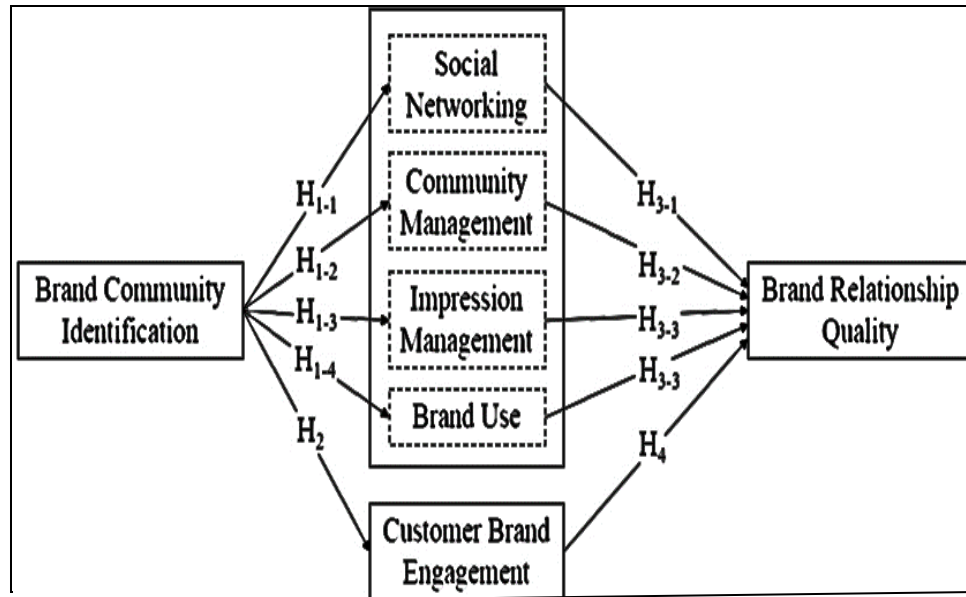 Social
Networking
Community
Management
Impression
Management
Brand Use
Customer Brand
Engagement
Brand Community
Identification
Brand Relationship
Quality
H1-1
H1-2
H1-3
H1-4
H2
H3-1
H3-2
H3-3
H3-3
H4